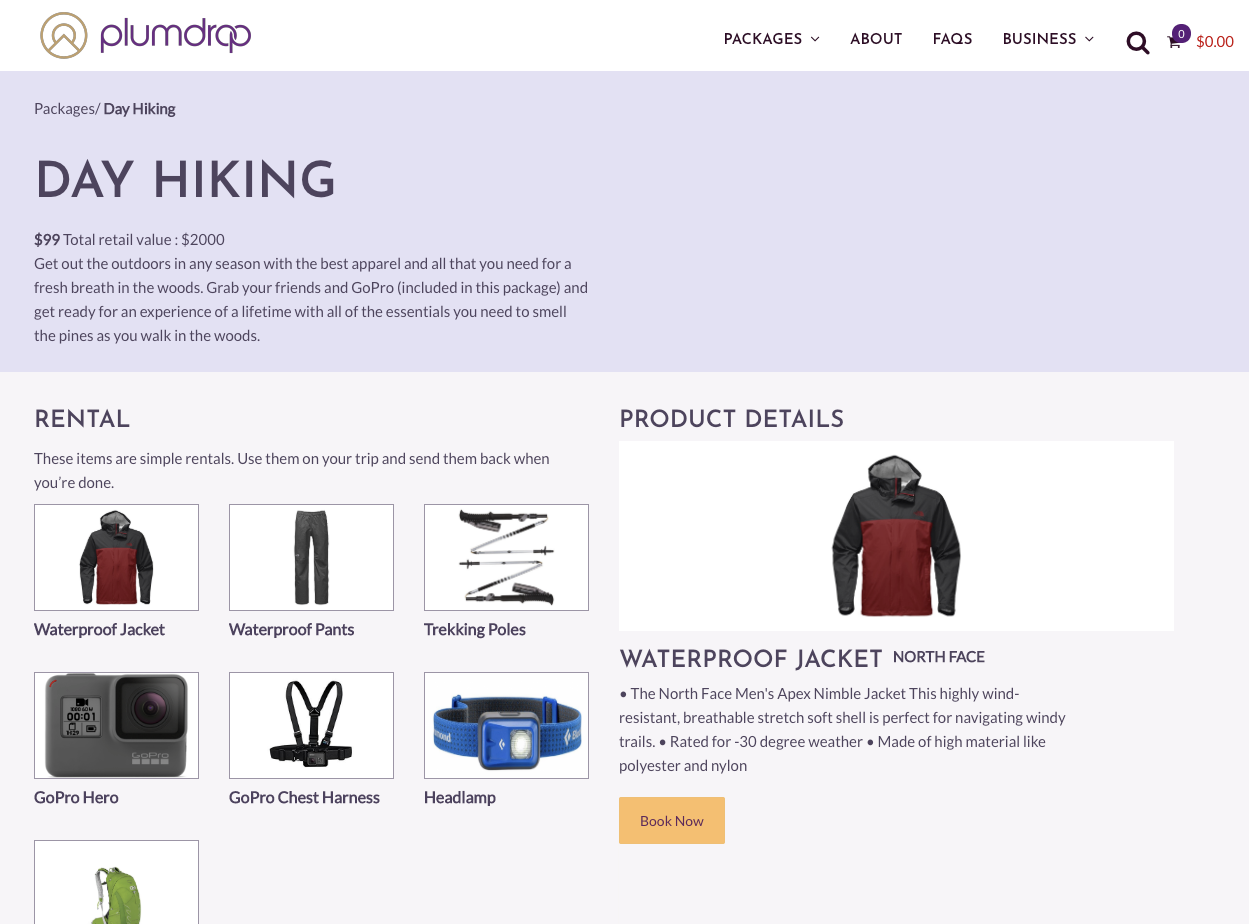 plumdrop
PACKAGES
ABOUT
FAQS
BUSINESS
0
$0.00
Packages/ Day Hiking
DAY HIKING
$99 Total retail value : $2000
Get out the outdoors in any season with the best apparel and all that you need for a
fresh breath in the woods. Grab your friends and GoPro (included in this package) and
get ready for an experience of a lifetime with all of the essentials you need to smell
the pines as you walk in the woods.
RENTAL
These items are simple rentals. Use them on your trip and send them back when
you’re done.
Waterproof Jacket
Waterproof Pants
Trekking Poles
00:01
GoPro
GoPro Hero
GoPro Chest Harness
Headlamp
PRODUCT DETAILS
WATERPROOF JACKET NORTH FACE
• The North Face Men's Apex Nimble Jacket This highly wind-
resistant, breathable stretch soft shell is perfect for navigating windy
trails. • Rated for -30 degree weather • Made of high material like
polyester and nylon
Book Now